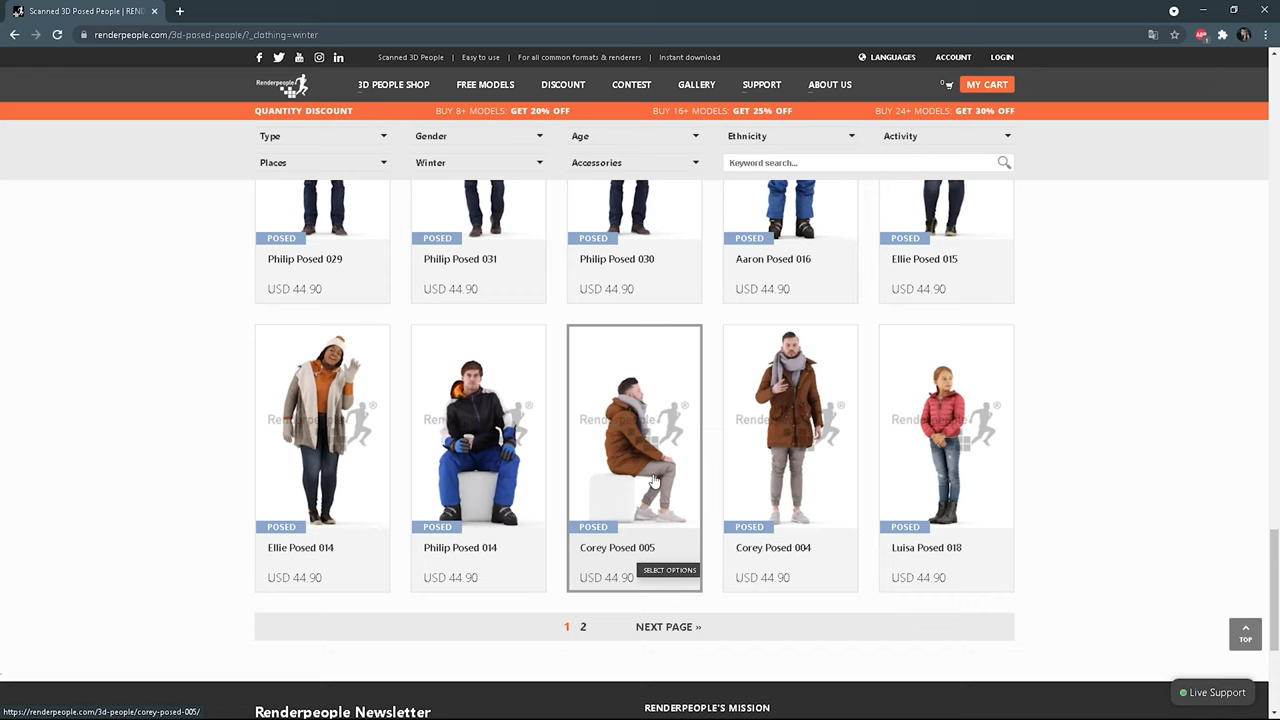 Scanned 3D Posed People | REND
renderpeople.com/3d-posed-people/?_clothing=winter
Scanned 3D People | Easy to use | For all common formats & renderers | Instant download
LANGUAGES ACCOUNT LOGIN
Renderpeople
3D PEOPLE SHOP FREE MODELS DISCOUNT CONTEST GALLERY SUPPORT ABOUT US 0 MY CART
QUANTITY DISCOUNT BUY 8+ MODELS: GET 20% OFF BUY 16+ MODELS: GET 25% OFF BUY 24+ MODELS: GET 30% OFF
Type Gender Age Ethnicity Activity
Places Winter Accessories Keyword search...
POSED POSED POSED POSED POSED
Philip Posed 029 Philip Posed 031 Philip Posed 030 Aaron Posed 016 Ellie Posed 015
USD 44.90 USD 44.90 USD 44.90 USD 44.90 USD 44.90
Renderpeople® Renderpeople® Renderpeople® Renderpeople® Renderpeople®
POSED POSED POSED POSED POSED
Ellie Posed 014 Philip Posed 014 Corey Posed 005 Corey Posed 004 Luisa Posed 018
SELECT OPTIONS
USD 44.90 USD 44.90 USD 44.90 USD 44.90 USD 44.90
1 2 NEXT PAGE »
TOP
Live Support
https://renderpeople.com/3d-people/corey-posed-005/
Renderpeople Newsletter
RENDERPEOPLE'S MISSION